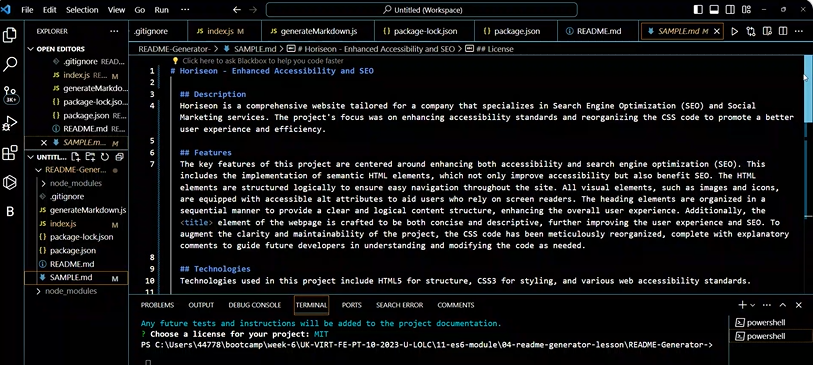 File Edit Selection View Go Run ... Untitled (Workspace)
EXPLORER ...
.gitignore index.js M generateMarkdown.js package-lock.json package.json README.md SAMPLE.md M
README-Generator- > SAMPLE.md > # Horiseon - Enhanced Accessibility and SEO > ## License
OPEN EDITORS
.gitignore READ...
index.js RE... M
generateMarkd...
package-lock.jso...
package.json RE...
README.md REA...
SAMPLE.m... M
UNTIT...
README-Gener...
node_modules
.gitignore
generateMarkdown.js
index.js M
package-lock.json
package.json
README.md
SAMPLE.md M
node_modules
3K+
B
Click here to ask Blackbox to help you code faster
1 # Horiseon - Enhanced Accessibility and SEO
2
3 ## Description
4 Horiseon is a comprehensive website tailored for a company that specializes in Search Engine Optimization (SEO) and Social
Marketing services. The project's focus was on enhancing accessibility standards and reorganizing the CSS code to promote a better
user experience and efficiency.
5
6 ## Features
7 The key features of this project are centered around enhancing both accessibility and search engine optimization (SEO). This
includes the implementation of semantic HTML elements, which not only improve accessibility but also benefit SEO. The HTML
elements are structured logically to ensure easy navigation throughout the site. All visual elements, such as images and icons,
are equipped with accessible alt attributes to aid users who rely on screen readers. The heading elements are organized in a
sequential manner to provide a clear and logical content structure, enhancing the overall user experience. Additionally, the
<title> element of the webpage is crafted to be both concise and descriptive, further improving the user experience and SEO. To
augment the clarity and maintainability of the project, the CSS code has been meticulously reorganized, complete with explanatory
comments to guide future developers in understanding and modifying the code as needed.
8
9 ## Technologies
10 Technologies used in this project include HTML5 for structure, CSS3 for styling, and various web accessibility standards.
11
PROBLEMS OUTPUT DEBUG CONSOLE TERMINAL PORTS SEARCH ERROR COMMENTS
Any future tests and instructions will be added to the project documentation.
? Choose a license for your project: MIT
PS C:\Users\44778\bootcamp\week-6\UK-VIRT-FE-PT-10-2023-U-LOLC\11-es6-module\04-readme-generator-lesson\README-Generator->
powershell
powershell